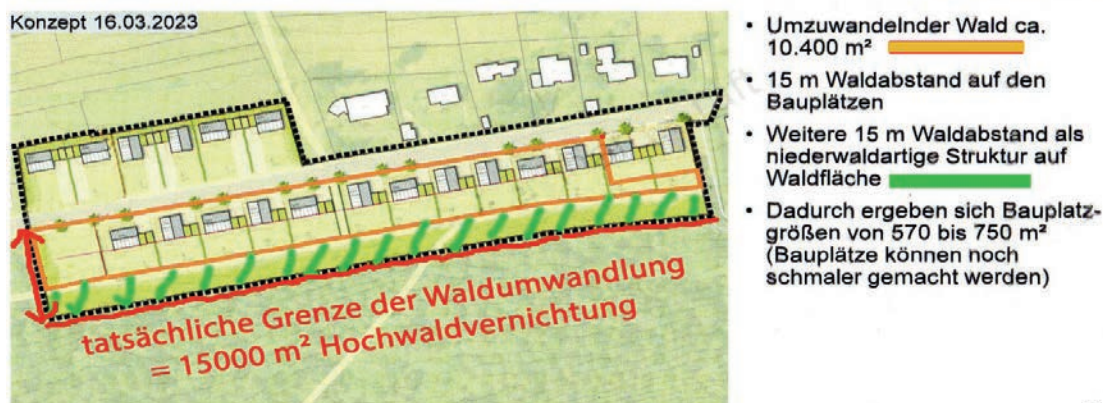 Konzept 16.03.2023
tatsächliche Grenze der Waldumwandlung
= 15000 m² Hochwaldvernichtung
• Umzuwandelnder Wald ca.
10.400 m²
• 15 m Waldabstand auf den
Bauplätzen
• Weitere 15 m Waldabstand als
niederwaldartige Struktur auf
Waldfläche
• Dadurch ergeben sich Bauplatz-
größen von 570 bis 750 m²
(Bauplätze können noch
schmaler gemacht werden)